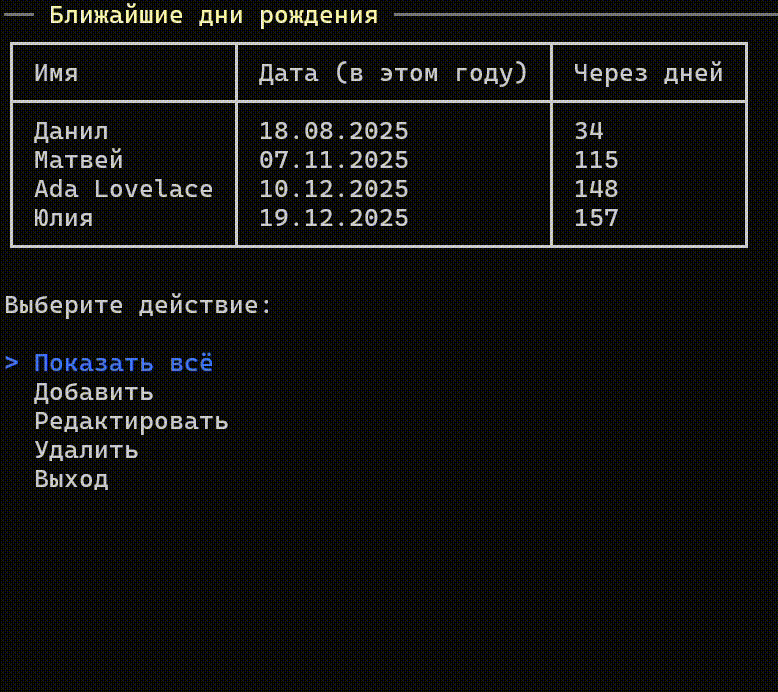 Ближайшие дни рождения
Имя Дата (в этом году) Через дней
Данил 18.08.2025 34
Матвей 07.11.2025 115
Ada Lovelace 10.12.2025 148
Юлия 19.12.2025 157
Выберите действие:
> Показать всё
Добавить
Редактировать
Удалить
Выход